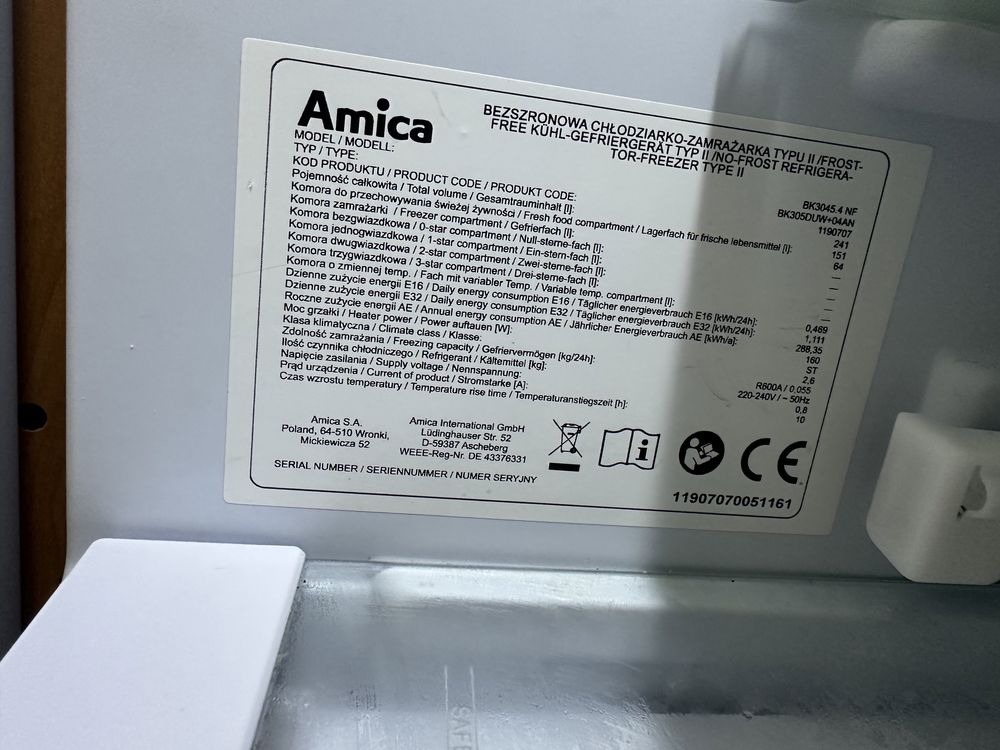 Amica
BEZSZRONOWA CHŁODZIARKO-ZAMRAŻARKA TYPU II /FROST-
FREE KÜHL-GEFRIERGERÄT TYP II /NO-FROST REFRIGERA-
TOR-FREEZER TYPE II
MODEL / MODELL: BK3045.4 NF
TYP / TYPE: BK305DUW+04AN
KOD PRODUKTU / PRODUCT CODE / PRODUKT CODE: 1190707
Pojemność całkowita / Total volume / Gesamtrauminhalt [l]: 241
Komora do przechowywania świeżej żywności / Fresh food compartment / Lagerfach für frische lebensmittel [l]: 151
Komora zamrażarki / Freezer compartment / Gefrierfach [l]: 64
Komora bezgwiazdkowa / 0-star compartment / Null-sterne-fach [l]: —
Komora jednogwiazdkowa / 1-star compartment / Ein-stern-fach [l]: —
Komora dwugwiazdkowa / 2-star compartment / Zwei-sterne-fach [l]: —
Komora trzygwiazdkowa / 3-star compartment / Drei-sterne-fach [l]: —
Komora o zmiennej temp. / Fach mit variabler Temp. / Variable temp. compartment [l]: —
Dzienne zużycie energii E16 / Daily energy consumption E16 / Täglicher energieverbrauch E16 [kWh/24h]: 0,469
Dzienne zużycie energii E32 / Daily energy consumption E32 / Täglicher energieverbrauch E32 [kWh/24h]: 1,111
Roczne zużycie energii AE / Annual energy consumption AE / Jährlicher Energieverbrauch AE [kWh/a]: 288,35
Moc grzałki / Heater power / Power auftauen [W]: 160
Klasa klimatyczna / Climate class / Klasse: ST
Zdolność zamrażania / Freezing capacity / Gefriervermögen [kg/24h]: 2,6
Ilość czynnika chłodniczego / Refrigerant / Kältemittel [kg]: R600A / 0,055
Napięcie zasilania / Supply voltage / Nennspannung: 220-240V / ~ 50Hz
Prąd urządzenia / Current of product / Stromstarke [A]: 0,8
Czas wzrostu temperatury / Temperature rise time / Temperaturanstiegszeit [h]: 10
Amica S.A.
Poland, 64-510 Wronki,
Mickiewicza 52
Amica International GmbH
Lüdinghauser Str. 52
D-59387 Ascheberg
WEEE-Reg-Nr. DE 43376331
i
CE
SERIAL NUMBER / SERIENNUMMER / NUMER SERYJNY
11907070051161